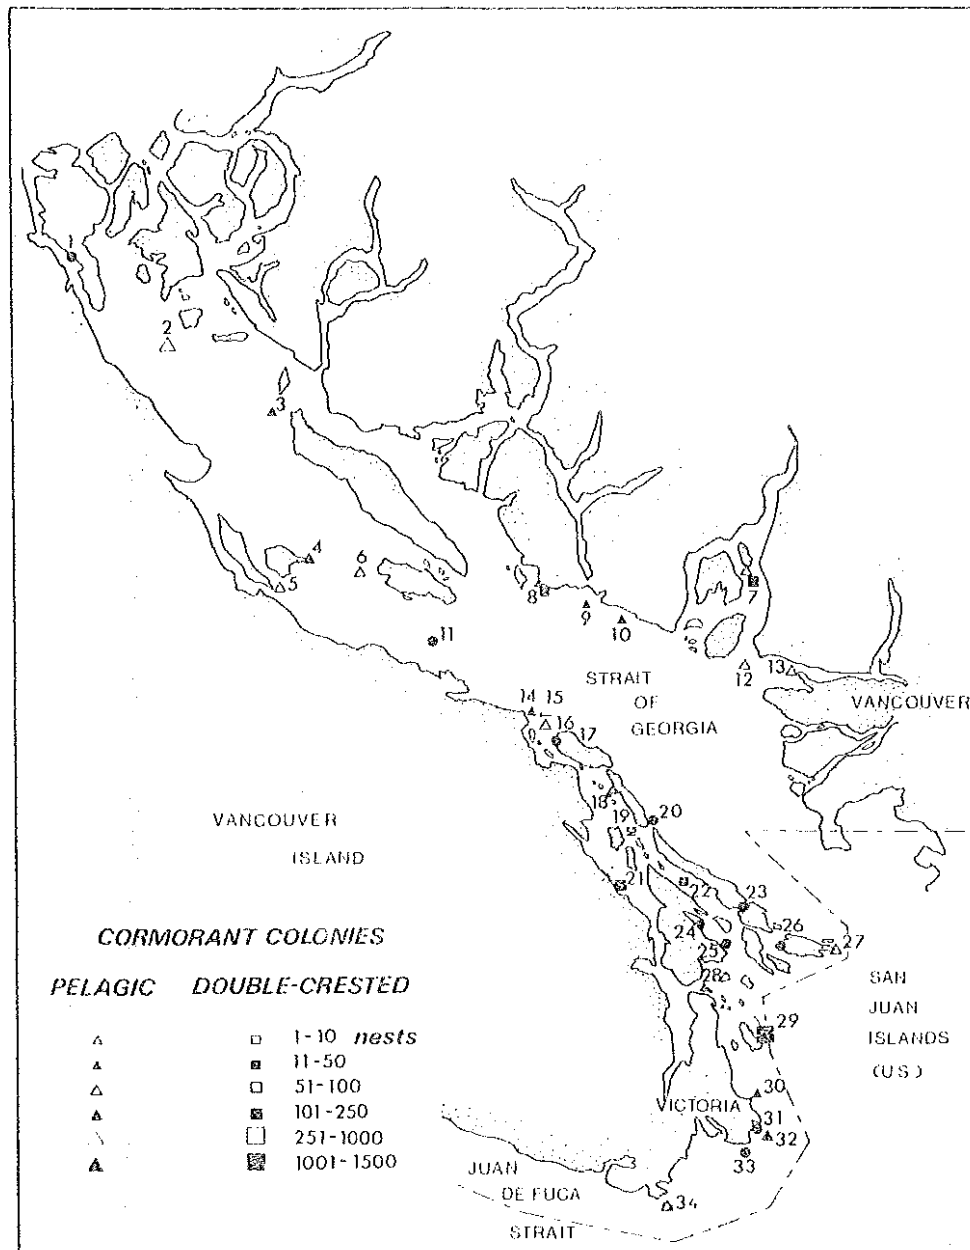 1
2
3
4
5
6
7
8
9
10
11
12
13
14 15
16
17
18
19
20
21
22
23
24
25
26
27
28
29
30
31
32
33
34
STRAIT
OF
GEORGIA
VANCOUVER
VANCOUVER
ISLAND
SAN
JUAN
ISLANDS
(U.S.)
VICTORIA
JUAN
DE FUCA
STRAIT
CORMORANT COLONIES
PELAGIC DOUBLE-CRESTED
1-10 nests
11-50
51-100
101-250
251-1000
1001-1500